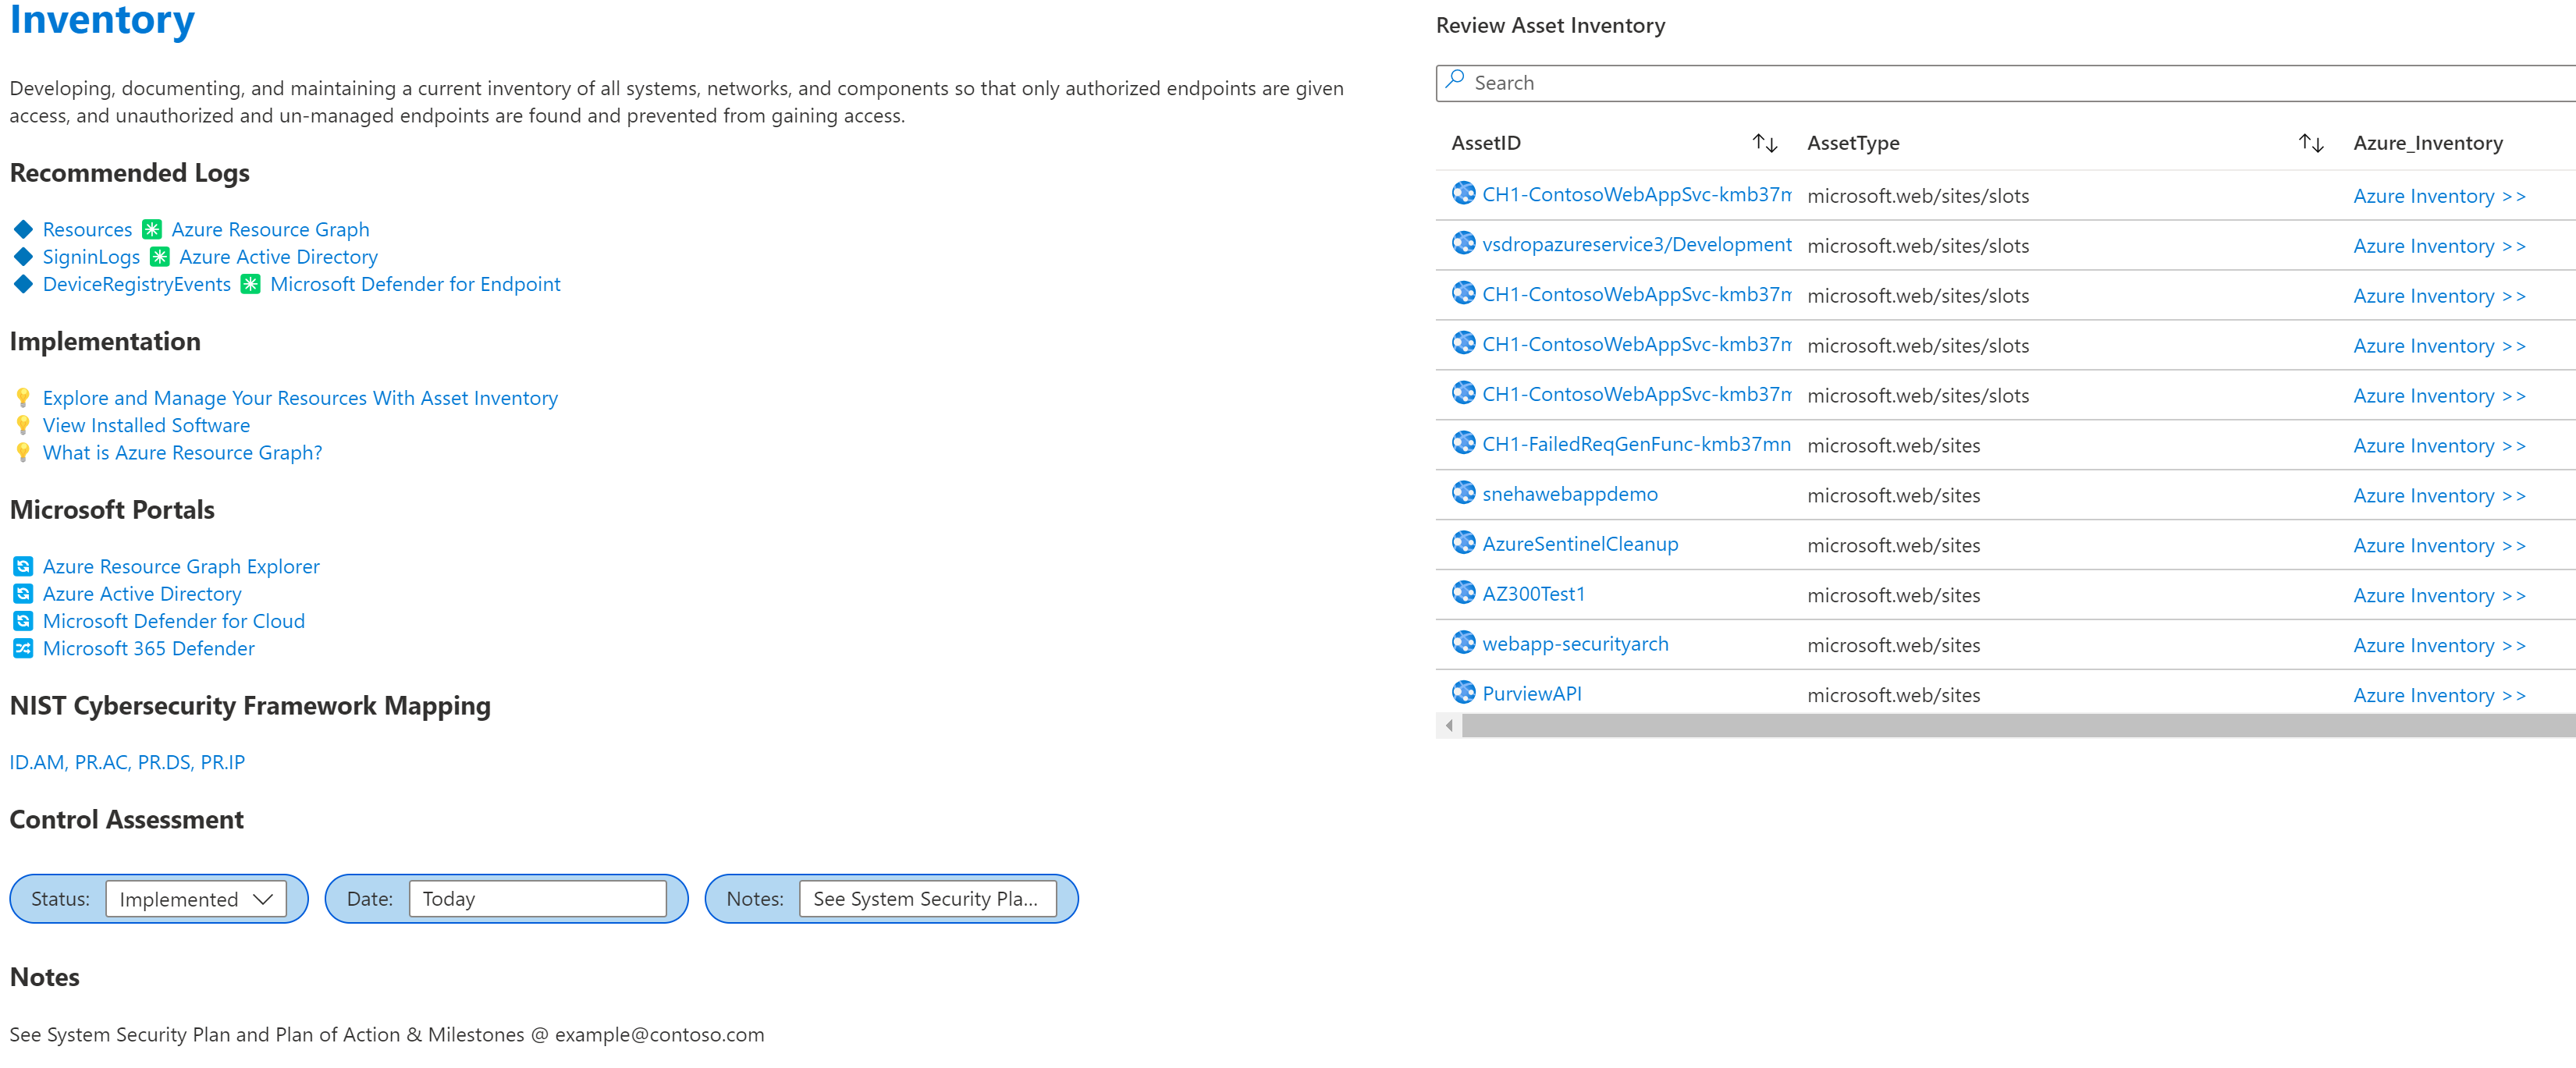 Inventory
Developing, documenting, and maintaining a current inventory of all systems, networks, and components so that only authorized endpoints are given
access, and unauthorized and un-managed endpoints are found and prevented from gaining access.
Recommended Logs
Resources Azure Resource Graph
SigninLogs Azure Active Directory
DeviceRegistryEvents Microsoft Defender for Endpoint
Implementation
Explore and Manage Your Resources With Asset Inventory
View Installed Software
What is Azure Resource Graph?
Microsoft Portals
Azure Resource Graph Explorer
Azure Active Directory
Microsoft Defender for Cloud
Microsoft 365 Defender
NIST Cybersecurity Framework Mapping
ID.AM, PR.AC, PR.DS, PR.IP
Control Assessment
Status: Implemented Date: Today Notes: See System Security Pla...
Notes
See System Security Plan and Plan of Action & Milestones @ example@contoso.com
Review Asset Inventory
Search
AssetID AssetType Azure_Inventory
CH1-ContosoWebAppSvc-kmb37m microsoft.web/sites/slots Azure Inventory >>
vsdropazureservice3/Development microsoft.web/sites/slots Azure Inventory >>
CH1-ContosoWebAppSvc-kmb37m microsoft.web/sites/slots Azure Inventory >>
CH1-ContosoWebAppSvc-kmb37m microsoft.web/sites/slots Azure Inventory >>
CH1-ContosoWebAppSvc-kmb37m microsoft.web/sites/slots Azure Inventory >>
CH1-FailedReqGenFunc-kmb37mn microsoft.web/sites Azure Inventory >>
snehawebappdemo microsoft.web/sites Azure Inventory >>
AzureSentinelCleanup microsoft.web/sites Azure Inventory >>
AZ300Test1 microsoft.web/sites Azure Inventory >>
webapp-securityarch microsoft.web/sites Azure Inventory >>
PurviewAPI microsoft.web/sites Azure Inventory >>